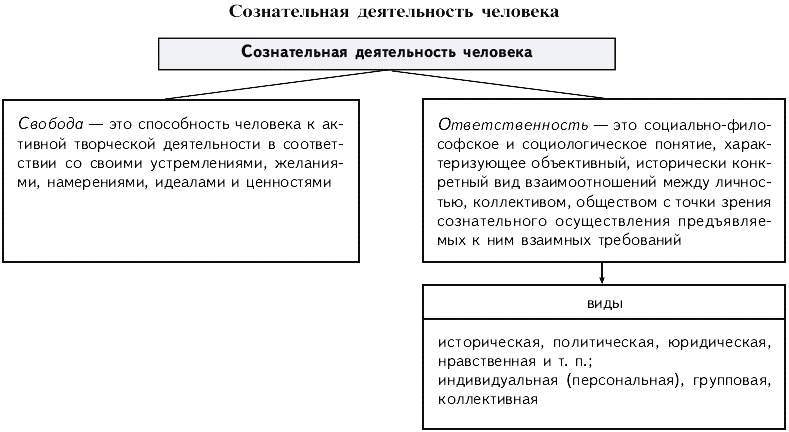 Сознательная деятельность человека
Сознательная деятельность человека
Свобода — это способность человека к ак-
тивной творческой деятельности в соответ-
ствии со своими устремлениями, желания-
ми, намерениями, идеалами и ценностями
Ответственность — это социально-фило-
софское и социологическое понятие, харак-
теризующее объективный, исторически конк-
ретный вид взаимоотношений между личнос-
тью, коллективом, обществом с точки зрения
сознательного осуществления предъявляе-
мых к ним взаимных требований
виды
историческая, политическая, юридическая,
нравственная и т. п.;
индивидуальная (персональная), групповая,
коллективная